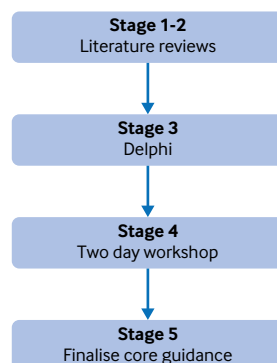 Stage 1-2
Literature reviews
Stage 3
Delphi
Stage 4
Two day workshop
Stage 5
Finalise core guidance